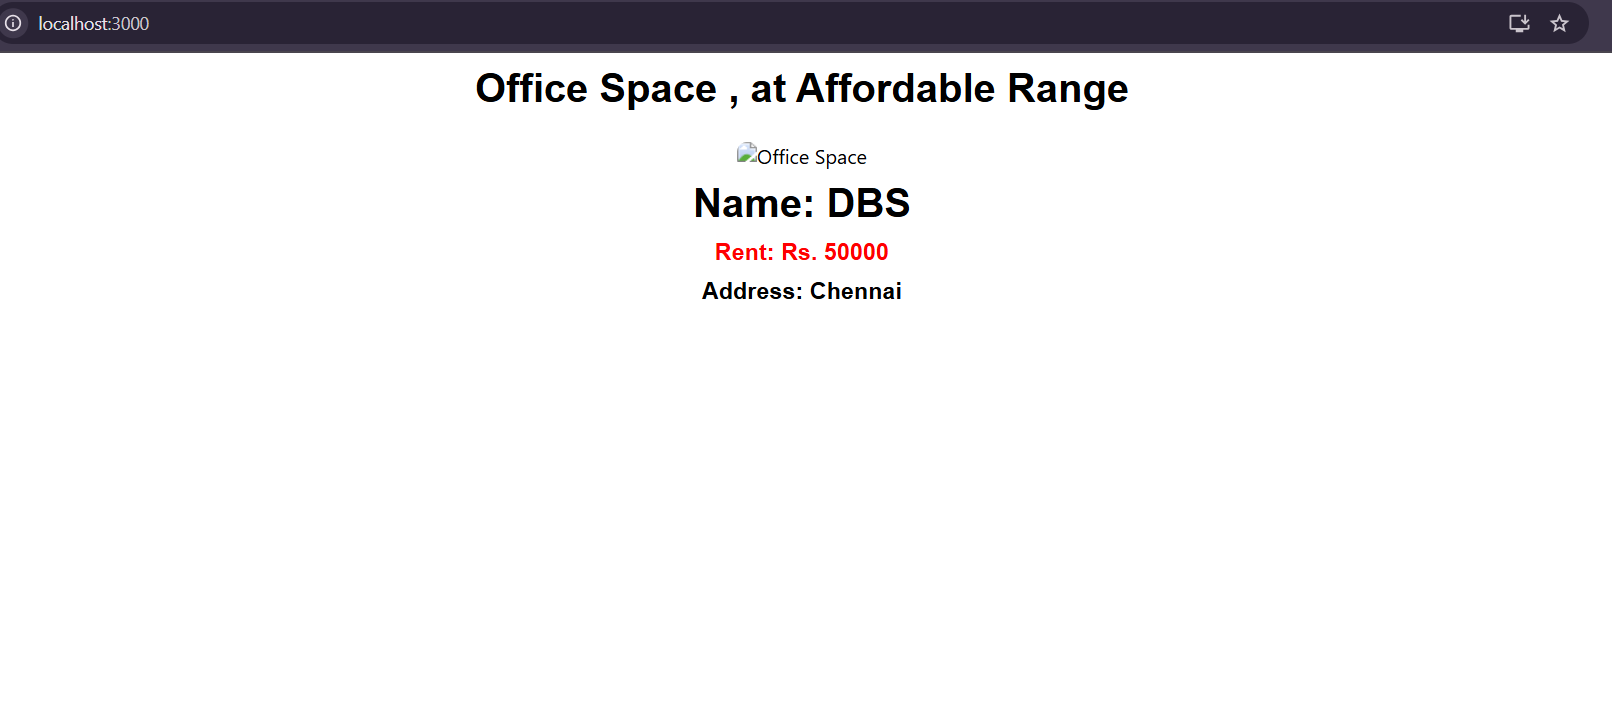 localhost:3000
Office Space , at Affordable Range
Office Space
Name: DBS
Rent: Rs. 50000
Address: Chennai